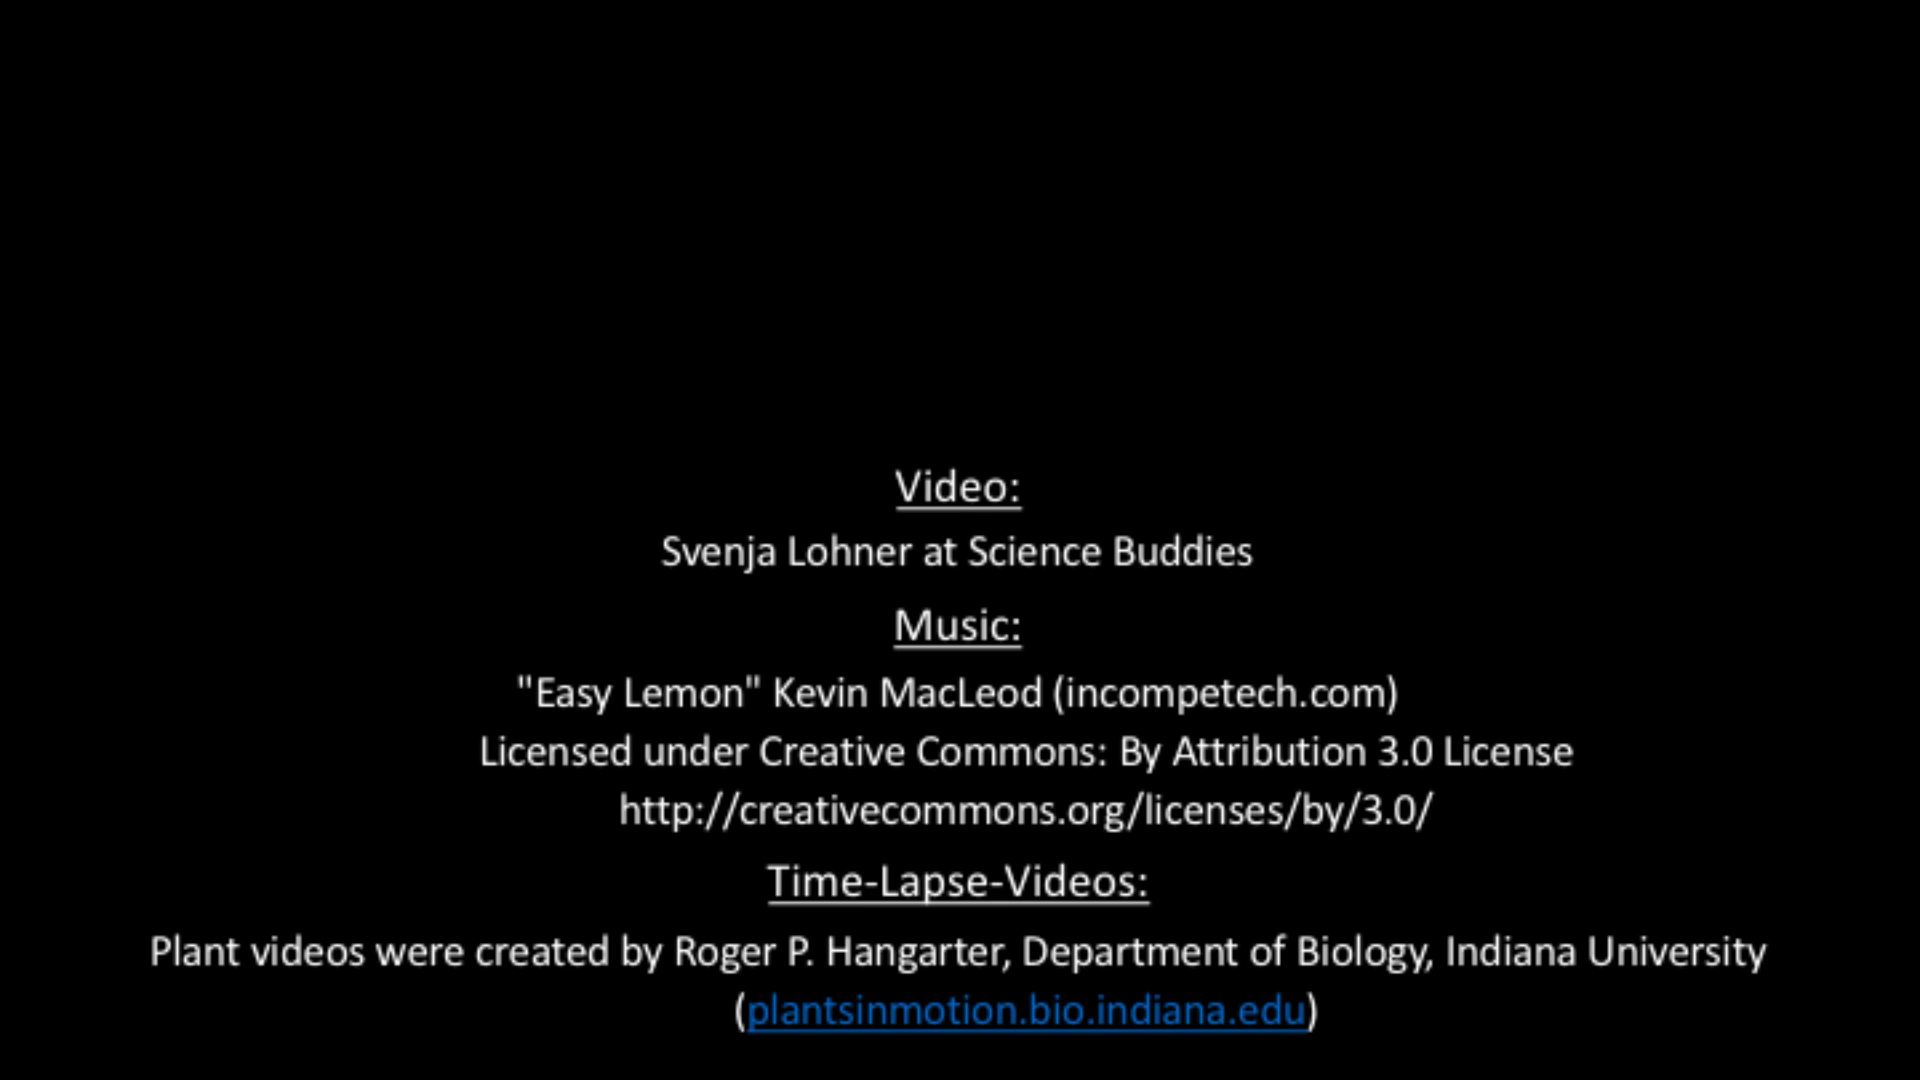 Video:
Svenja Lohner at Science Buddies
Music:
"Easy Lemon" Kevin MacLeod (incompetech.com)
Licensed under Creative Commons: By Attribution 3.0 License
http://creativecommons.org/licenses/by/3.0/
Time-Lapse-Videos:
Plant videos were created by Roger P. Hangarter, Department of Biology, Indiana University
(plantsinmotion.bio.indiana.edu)